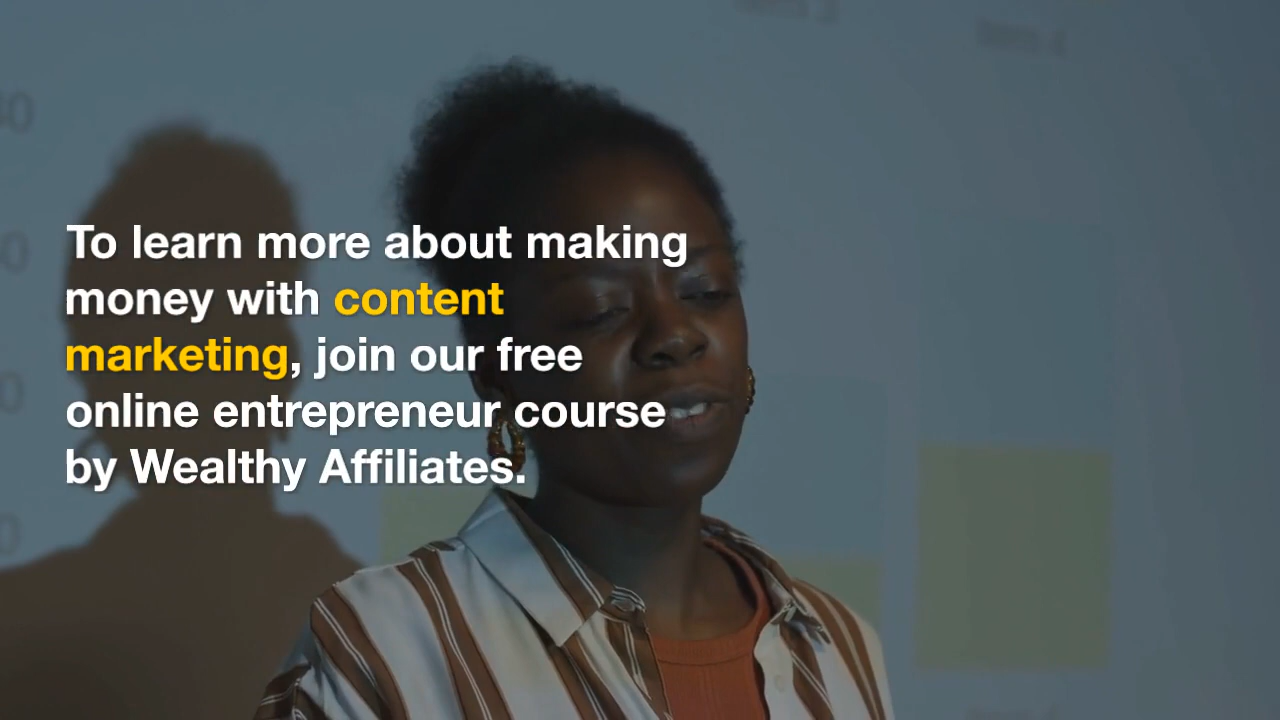 To learn more about making
money with content
marketing, join our free
online entrepreneur course
by Wealthy Affiliates.